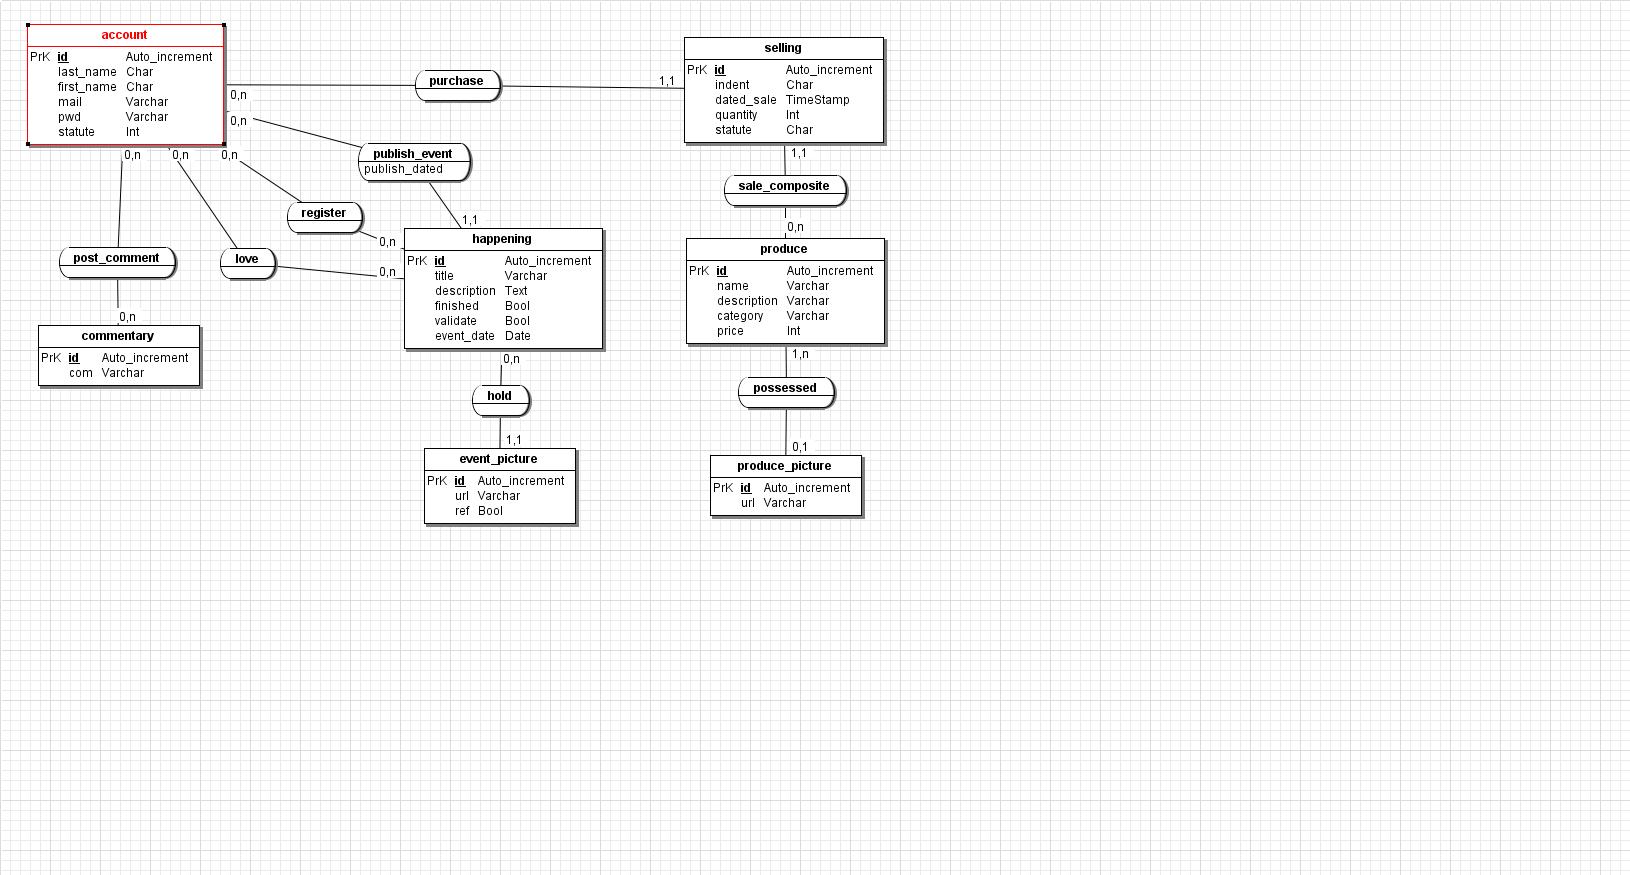 account
PrK id Auto_increment
last_name Char
first_name Char
mail Varchar
pwd Varchar
statute Int
0,n
0,n
0,n 0,n 0,n
purchase
1,1
selling
PrK id Auto_increment
indent Char
dated_sale TimeStamp
quantity Int
statute Char
1,1
publish_event
publish_dated
1,1
sale_composite
0,n
register
0,n
love
0,n
post_comment
0,n
happening
PrK id Auto_increment
title Varchar
description Text
finished Bool
validate Bool
event_date Date
0,n
produce
PrK id Auto_increment
name Varchar
description Varchar
category Varchar
price Int
1,n
commentary
PrK id Auto_increment
com Varchar
hold
1,1
possessed
0,1
event_picture
PrK id Auto_increment
url Varchar
ref Bool
produce_picture
PrK id Auto_increment
url Varchar